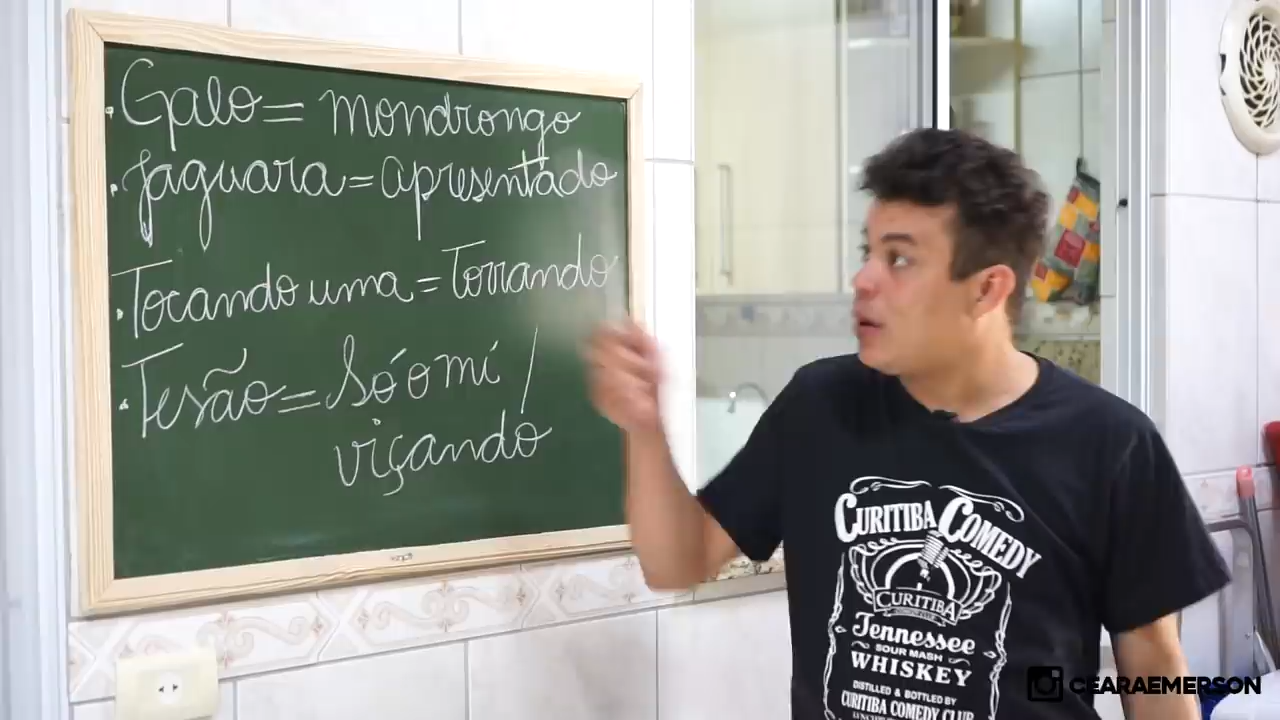 Galo = mondrongo
Jaguara = apresentado
Tocando uma = Torrando
Tesão = Só o mí /
viçando
CURITIBA COMEDY
CURITIBA
Tennessee
SOUR MASH
WHISKEY
DISTILLED & BOTTLED BY
CURITIBA COMEDY CLUB
CEARAEMERSON